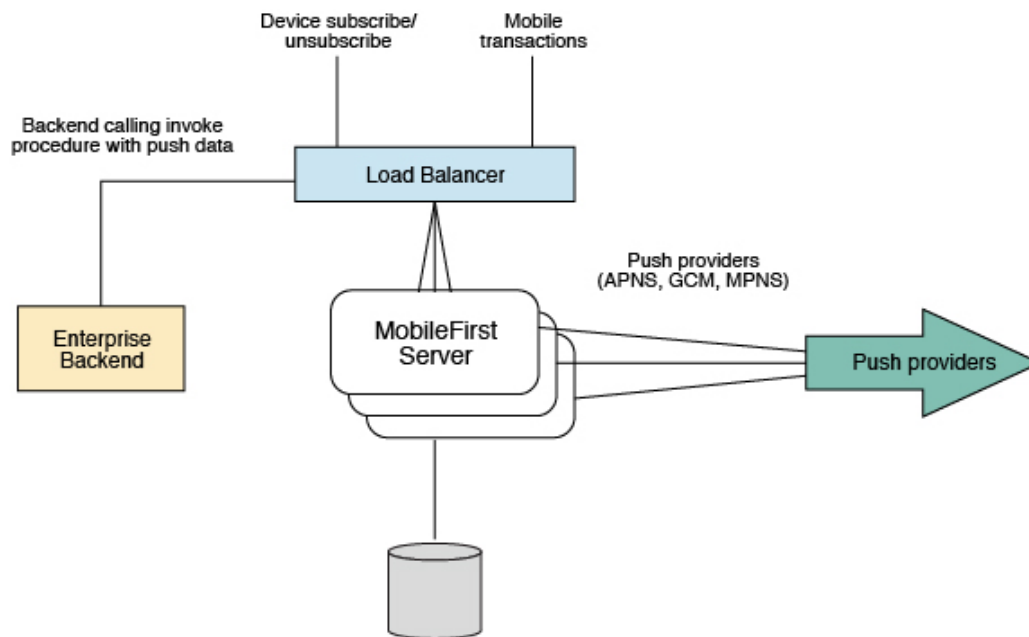 Device subscribe/
unsubscribe
Mobile
transactions
Backend calling invoke
procedure with push data
Load Balancer
Push providers
(APNS, GCM, MPNS)
MobileFirst
Server
Enterprise
Backend
Push providers